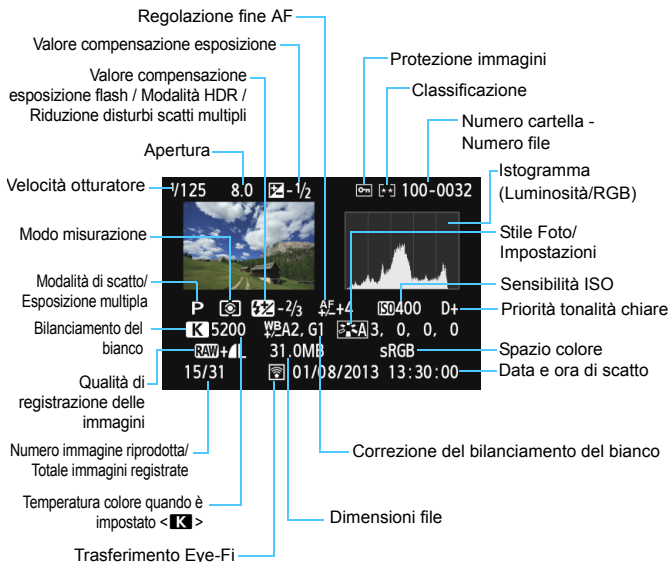 Regolazione fine AF
Valore compensazione esposizione
Valore compensazione
esposizione flash / Modalità HDR /
Riduzione disturbi scatti multipli
Apertura
Velocità otturatore
Modo misurazione
Modalità di scatto/
Esposizione multipla
Bilanciamento del
bianco
Qualità di
registrazione delle
immagini
Numero immagine riprodotta/
Totale immagini registrate
Temperatura colore quando è
impostato <K>
Trasferimento Eye-Fi
Protezione immagini
Classificazione
Numero cartella -
Numero file
Istogramma
(Luminosità/RGB)
Stile Foto/
Impostazioni
Sensibilità ISO
Priorità tonalità chiare
Spazio colore
Data e ora di scatto
Correzione del bilanciamento del bianco
Dimensioni file
1/125 8.0 -1/2 100-0032
P -2/3 AF+4 ISO400 D+
K 5200 WB A2, G1 A 3, 0, 0, 0
RAW+L 31.0MB sRGB
15/31 01/08/2013 13:30:00